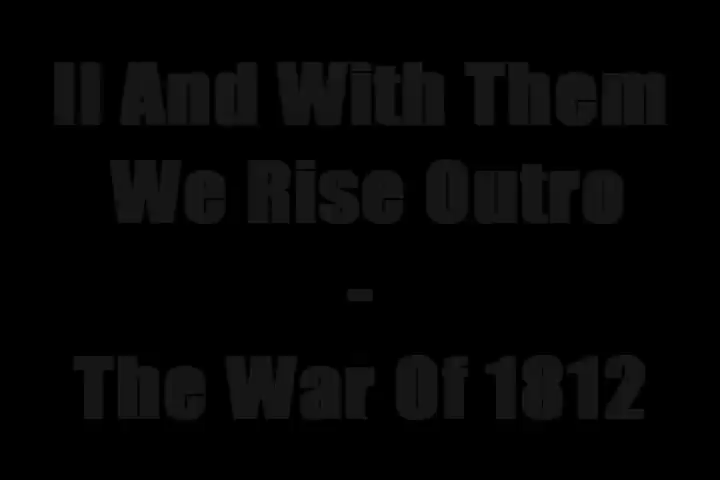 II And With Them
We Rise Outro
-
The War Of 1812